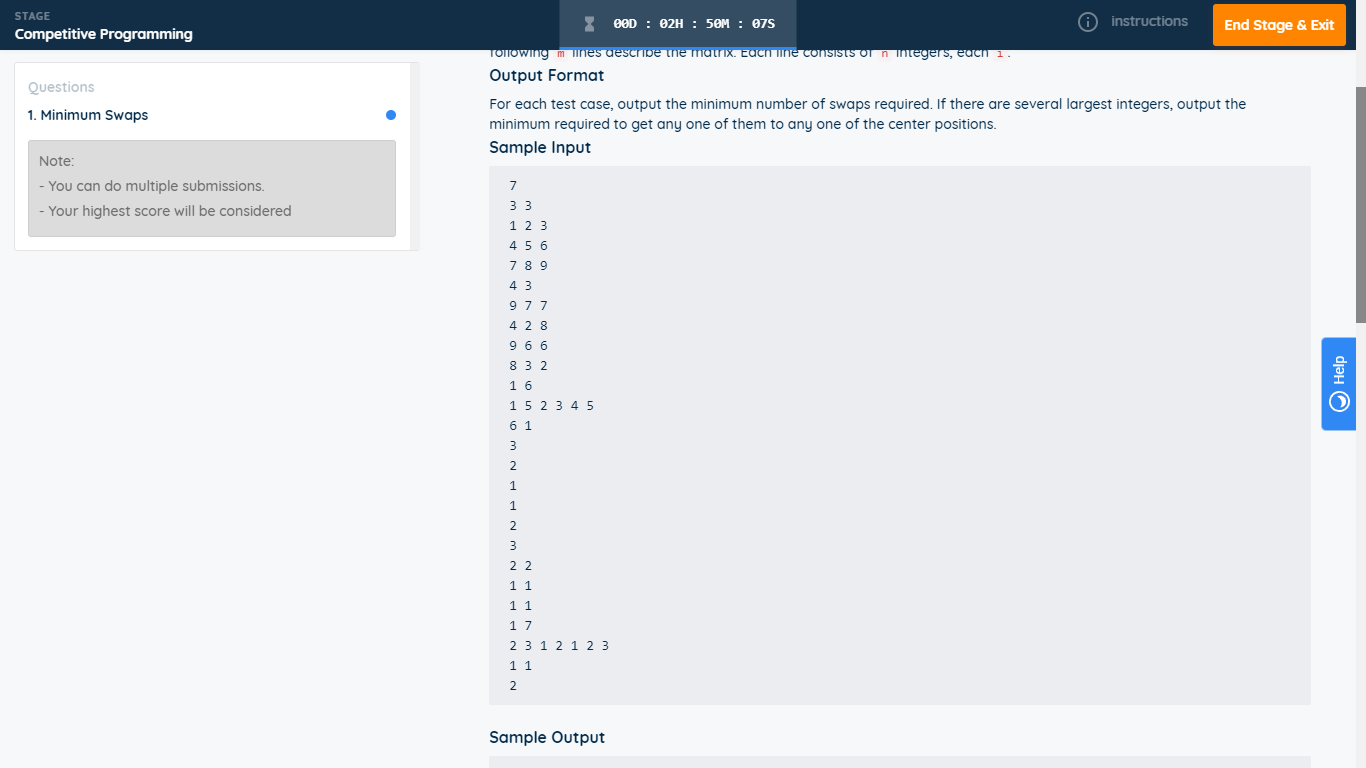 STAGE
Competitive Programming
00D : 02H : 50M : 07S
instructions
End Stage & Exit
Questions
1. Minimum Swaps
Note:
- You can do multiple submissions.
- Your highest score will be considered
following m lines describe the matrix. Each line consists of n integers, each i .
Output Format
For each test case, output the minimum number of swaps required. If there are several largest integers, output the
minimum required to get any one of them to any one of the center positions.
Sample Input
7
3 3
1 2 3
4 5 6
7 8 9
4 3
9 7 7
4 2 8
9 6 6
8 3 2
1 6
1 5 2 3 4 5
6 1
3
2
1
1
2
3
2 2
1 1
1 1
1 7
2 3 1 2 1 2 3
1 1
2
Sample Output
Help